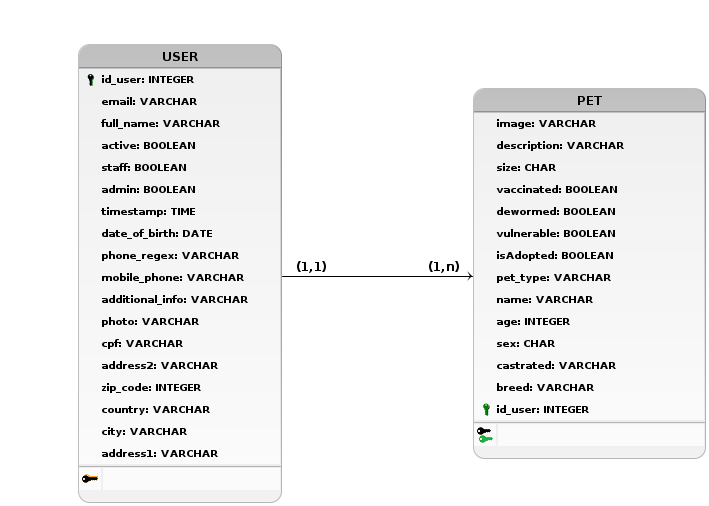 USER
id_user: INTEGER
email: VARCHAR
full_name: VARCHAR
active: BOOLEAN
staff: BOOLEAN
admin: BOOLEAN
timestamp: TIME
date_of_birth: DATE
phone_regex: VARCHAR
mobile_phone: VARCHAR
additional_info: VARCHAR
photo: VARCHAR
cpf: VARCHAR
address2: VARCHAR
zip_code: INTEGER
country: VARCHAR
city: VARCHAR
address1: VARCHAR
(1,1)
(1,n)
PET
image: VARCHAR
description: VARCHAR
size: CHAR
vaccinated: BOOLEAN
dewormed: BOOLEAN
vulnerable: BOOLEAN
isAdopted: BOOLEAN
pet_type: VARCHAR
name: VARCHAR
age: INTEGER
sex: CHAR
castrated: VARCHAR
breed: VARCHAR
id_user: INTEGER